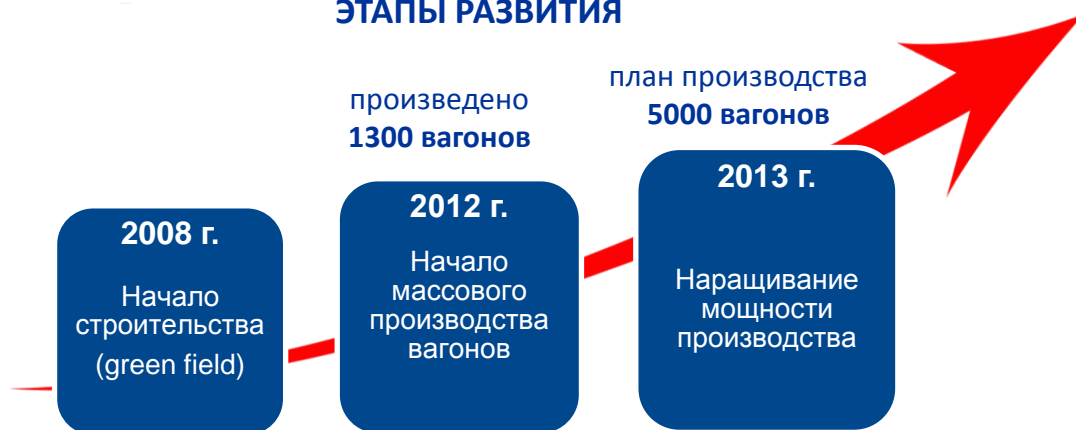 ЭТАПЫ РАЗВИТИЯ
произведено
1300 вагонов
план производства
5000 вагонов
2008 г.
Начало
строительства
(green field)
2012 г.
Начало
массового
производства
вагонов
2013 г.
Наращивание
мощности
производства